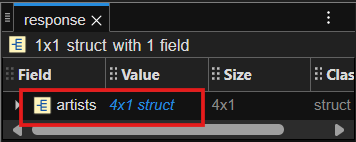 response
1x1 struct with 1 field
Field Value Size Clas
artists 4x1 struct 4x1 struct